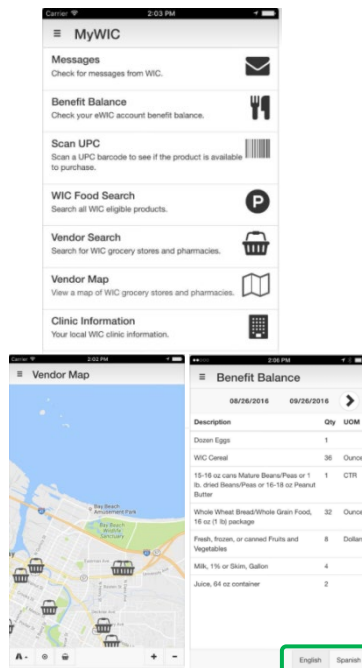 Carrier 2:03 PM
MyWIC
Messages
Check for messages from WIC.
Benefit Balance
Check your eWIC account benefit balance.
Scan UPC
Scan a UPC barcode to see if the product is available
to purchase.
WIC Food Search
Search all WIC eligible products.
P
Vendor Search
Search for WIC grocery stores and pharmacies.
Vendor Map
View a map of WIC grocery stores and pharmacies.
Clinic Information
Your local WIC clinic information.
Carrier 2:02 PM
Vendor Map
Bay Beach
Amusement Park
Bay Beach
Wildlife
Sanctuary
A
+ -
2:06 PM
Benefit Balance
08/26/2016 09/26/2016
Description Qty UOM
Dozen Eggs 1
WIC Cereal 36 Ounce
15-16 oz cans Mature Beans/Peas or 1 1 CTR
lb. dried Beans/Peas or 16-18 oz Peanut
Butter
Whole Wheat Bread/Whole Grain Food, 32 Ounce
16 oz (1 lb) package
Fresh, frozen, or canned Fruits and 8 Dollar
Vegetables
Milk, 1% or Skim, Gallon 4
Juice, 64 oz container 2
English Spanish